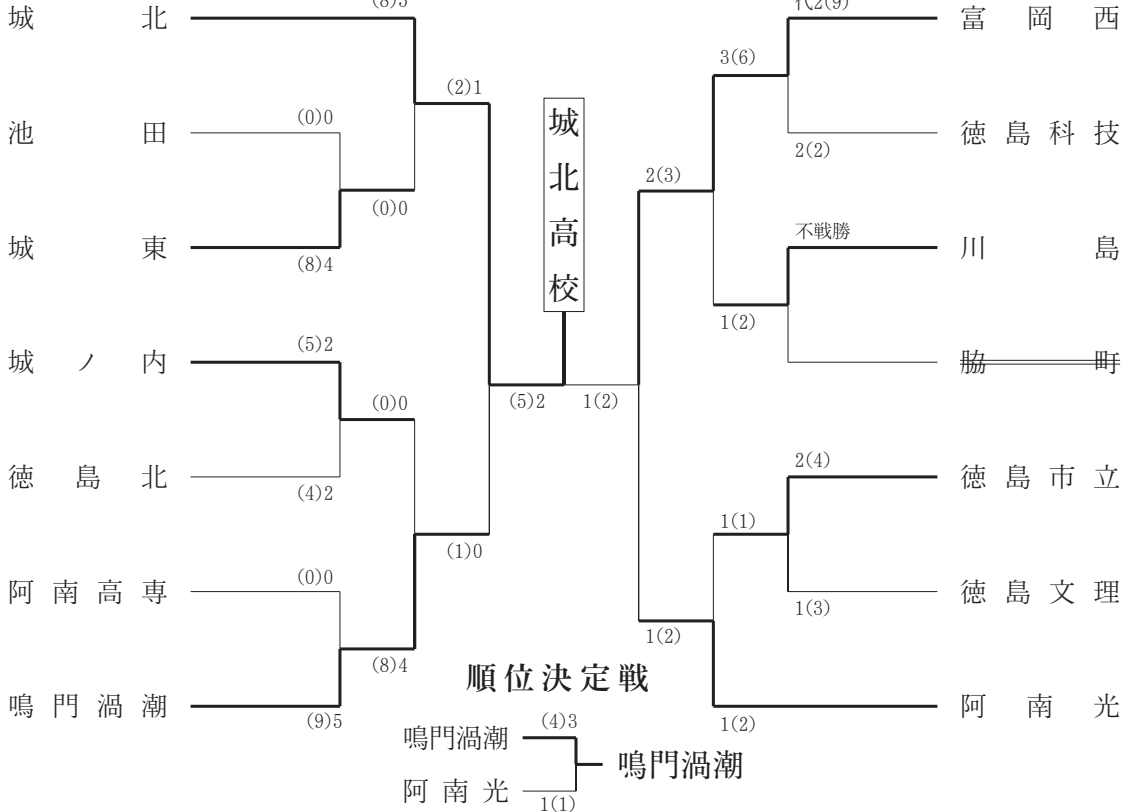 (8)5
代2(9)
城北
富岡西
3(6)
(2)1
(0)0
池田
城北高校
徳島科技
2(2)
2(3)
(0)0
不戦勝
城東
川島
(8)4
1(2)
(5)2
城ノ内
脇町
(0)0
(5)2
1(2)
2(4)
徳島北
徳島市立
(4)2
1(1)
(1)0
(0)0
阿南高専
徳島文理
1(3)
1(2)
(8)4
順位決定戦
鳴門渦潮
阿南光
(9)5
1(2)
(4)3
鳴門渦潮
鳴門渦潮
阿南光
1(1)